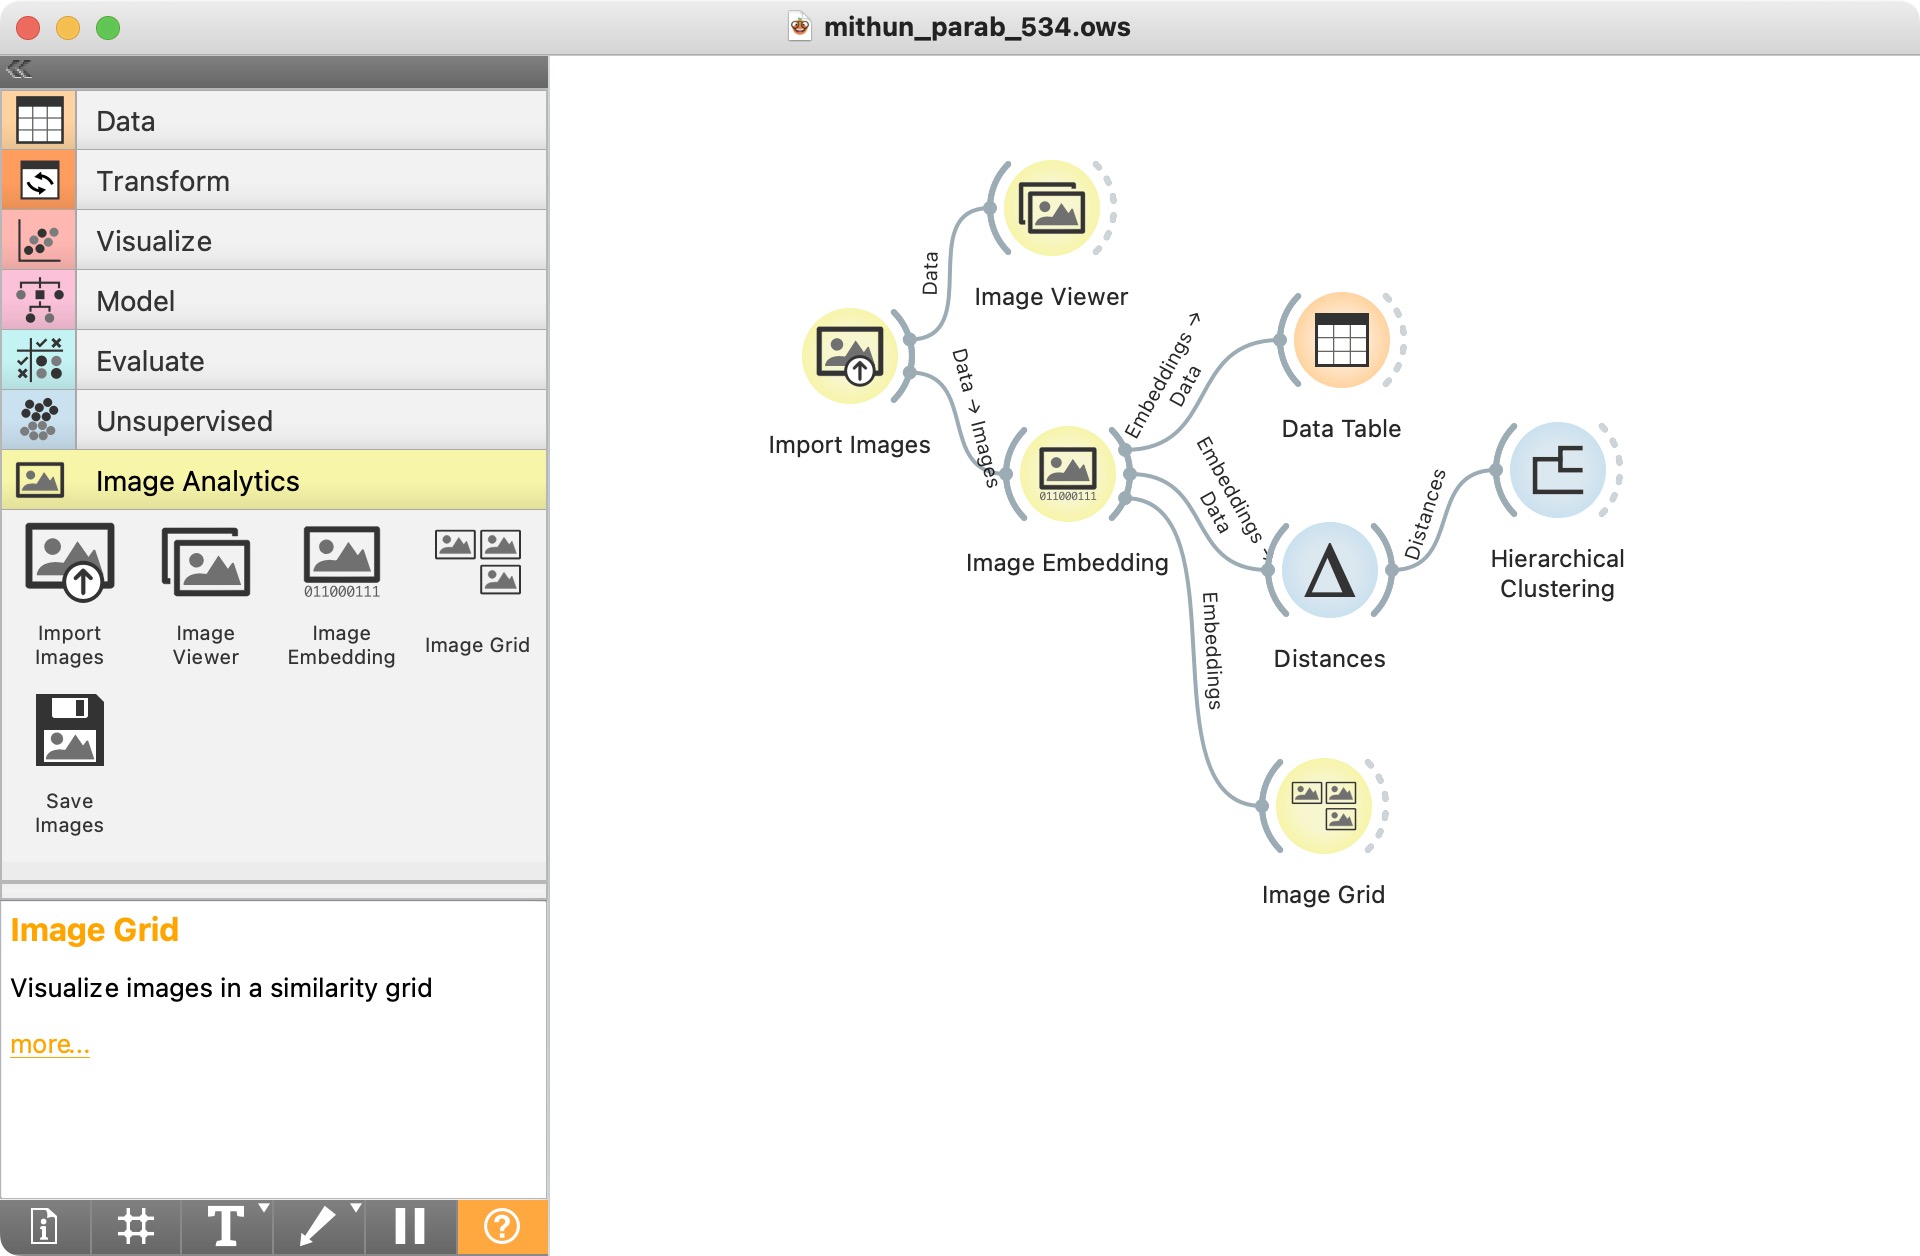 mithun_parab_534.ows
Data
Transform
Visualize
Model
Evaluate
Unsupervised
Image Analytics
Import
Images
Image
Viewer
Image
Embedding
011000111
Image Grid
Save
Images
Image Grid
Visualize images in a similarity grid
more...
Data
Image Viewer
Import Images
Data → Images
Embeddings →
Data
Data Table
011000111
Image Embedding
Embeddings →
Data
Distances
Distances
Hierarchical
Clustering
Embeddings
Image Grid